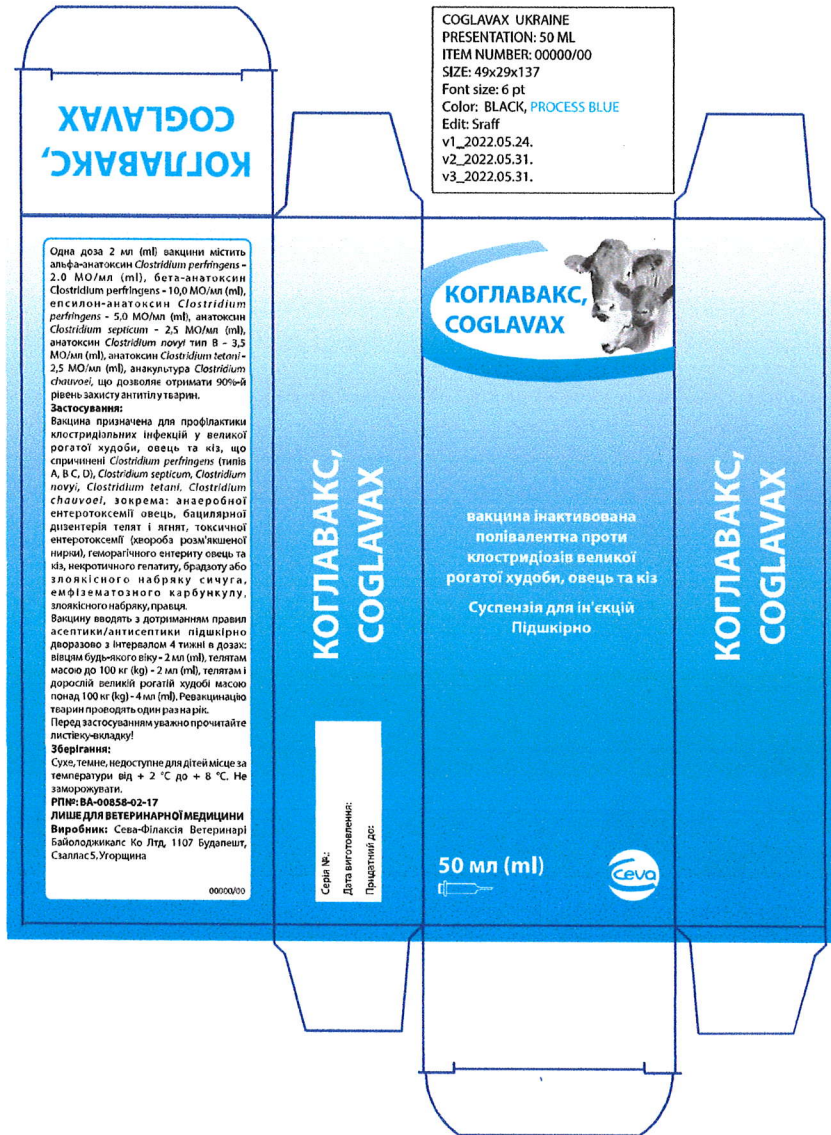 COGLAVAX UKRAINE
PRESENTATION: 50 ML
ITEM NUMBER: 00000/00
SIZE: 49x29x137
Font size: 6 pt
Color: BLACK, PROCESS BLUE
Edit: Sraff
v1_2022.05.24.
v2_2022.05.31.
v3_2022.05.31.
КОГЛАВАКС,
COGLAVAX
Одна доза 2 мл (ml) вакцини містить
альфа-анатоксин Clostridium perfringens -
2.0 МО/мл (ml), бета-анатоксин
Clostridium perfringens - 10,0 МО/мл (ml),
епсилон-анатоксин Clostridium
perfringens - 5,0 МО/мл (ml), анатоксин
Clostridium septicum - 2,5 МО/мл (ml),
анатоксин Clostridium novyi тип В - 3,5
МО/мл (ml), анатоксин Clostridium tetani -
2,5 МО/мл (ml), анакультура Clostridium
chauvoei, що дозволяє отримати 90%-й
рівень захисту антитіл у тварин.
Застосування:
Вакцина призначена для профілактики
клостридіальних інфекцій у великої
рогатої худоби, овець та кіз, що
спричинені Clostridium perfringens (типів
А, В С, D), Clostridium septicum, Clostridium
novyi, Clostridium tetani, Clostridium
chauvoei, зокрема: анаеробної
ентеротоксемії овець, бацилярної
дизентерія телят і ягнят, токсичної
ентеротоксемії (хвороба розм'якшеної
нирки), геморагічного ентериту овець та
кіз, некротичного гепатиту, брадзоту або
злоякісного набряку сичуга,
емфізематозного карбункулу,
злоякісного набряку, правця.
Вакцину вводять з дотриманням правил
асептики/антисептики підшкірно
дворазово з інтервалом 4 тижні в дозах:
вівцям будь-якого віку - 2 мл (ml), телятам
масою до 100 кг (kg) - 2 мл (ml), телятам і
дорослій великій рогатій худобі масою
понад 100 кг (kg) - 4 мл (ml). Ревакцинацію
тварин проводять один раз на рік.
Перед застосуванням уважно прочитайте
листівку-вкладку!
Зберігання:
Сухе, темне, недоступне для дітей місце за
температури від + 2 °С до + 8 °С. Не
заморожувати.
РП№: ВА-00858-02-17
ЛИШЕ ДЛЯ ВЕТЕРИНАРНОЇ МЕДИЦИНИ
Виробник: Сева-Філаксія Ветеринарі
Байолоджикалс Ко Лтд, 1107 Будапешт,
Сзаллас 5, Угорщина
00000/00
КОГЛАВАКС,
COGLAVAX
Серія №:
Дата виготовлення:
Придатний до:
КОГЛАВАКС,
COGLAVAX
вакцина інактивована
полівалентна проти
клостридіозів великої
рогатої худоби, овець та кіз
Суспензія для ін'єкцій
Підшкірно
50 мл (ml)
ceva
КОГЛАВАКС,
COGLAVAX